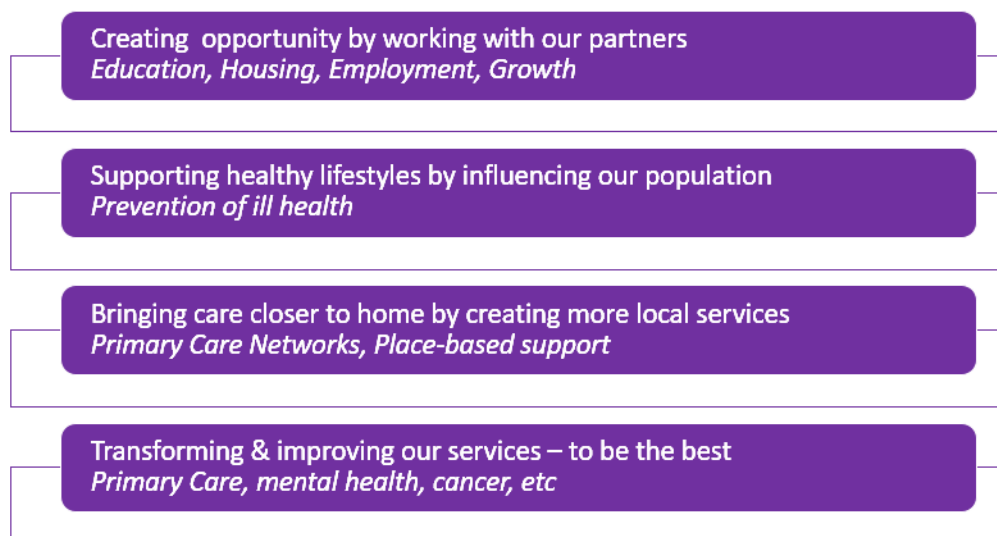 Creating  opportunity by working with our partners
Education, Housing, Employment, Growth
Supporting healthy lifestyles by influencing our population
Prevention of ill health
Bringing care closer to home by creating more local services
Primary Care Networks, Place-based support
Transforming & improving our services – to be the best
Primary Care, mental health, cancer, etc